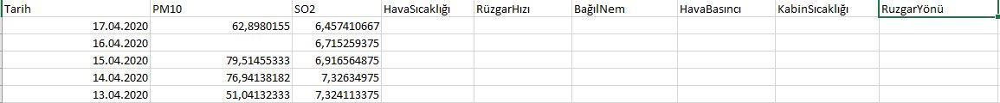 Tarih PM10 SO2 HavaSıcaklığı RüzgarHızı BağılNem HavaBasıncı KabinSıcaklığı RuzgarYönü
17.04.2020 62,8980155 6,457410667
16.04.2020 6,715259375
15.04.2020 79,51455333 6,916564875
14.04.2020 76,94138182 7,32634975
13.04.2020 51,04132333 7,324113375